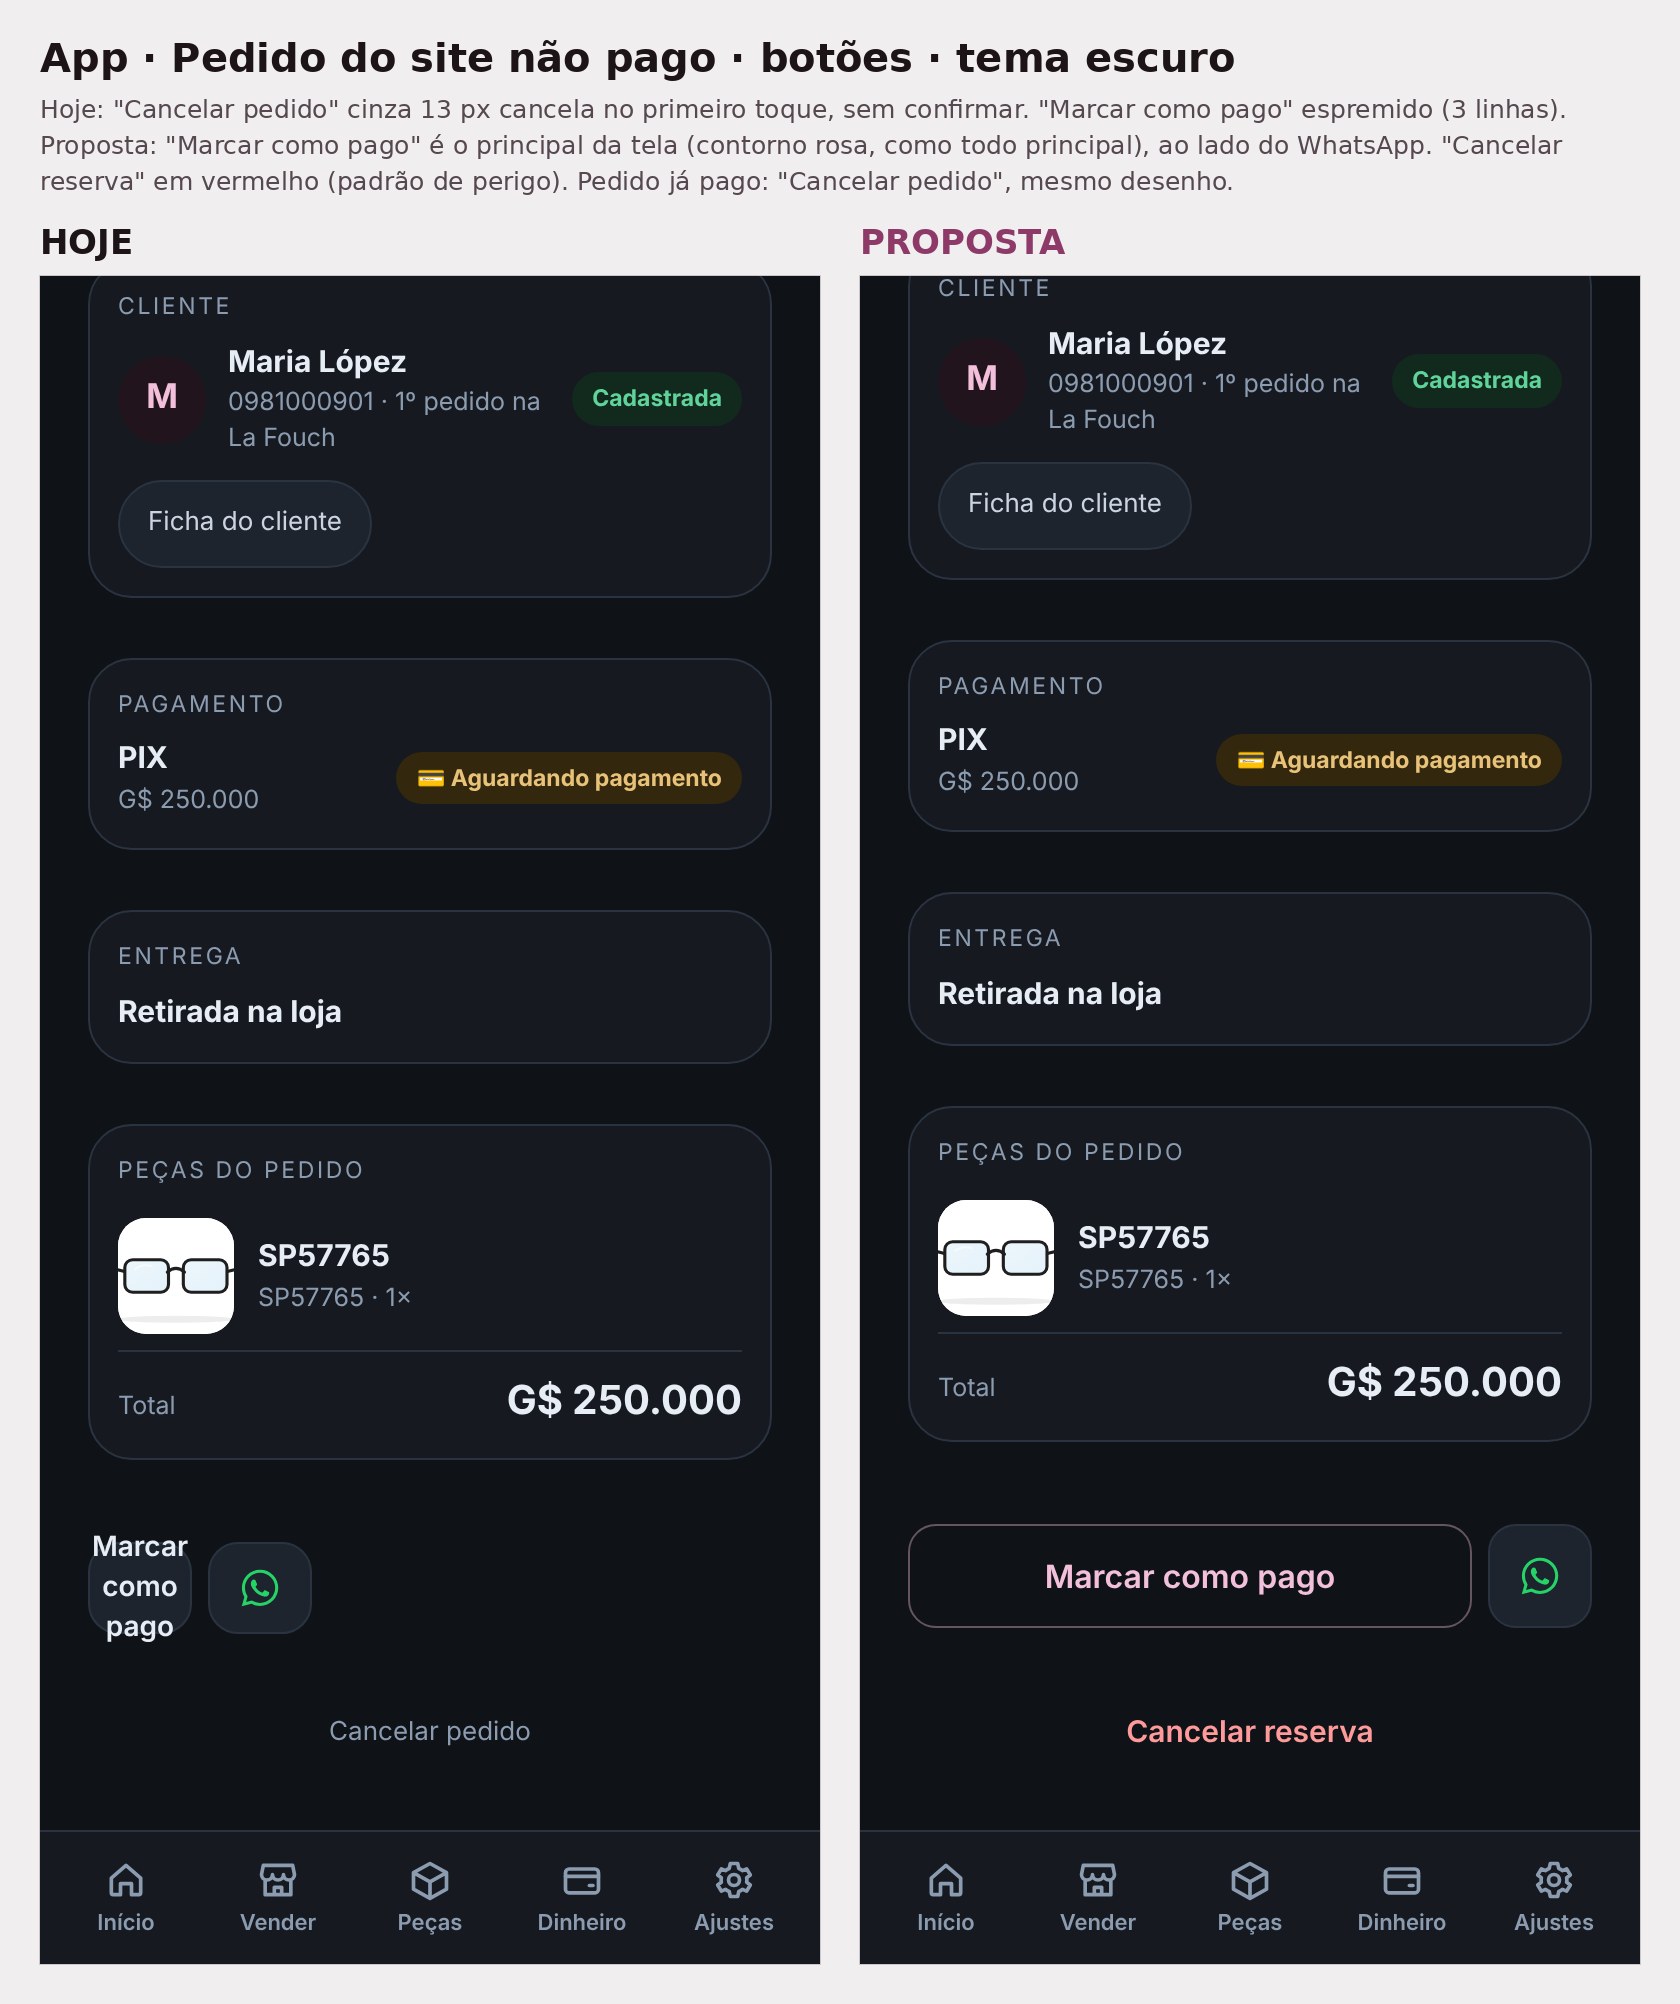 App · Pedido do site não pago · botões · tema escuro
Hoje: "Cancelar pedido" cinza 13 px cancela no primeiro toque, sem confirmar. "Marcar como pago" espremido (3 linhas).
Proposta: "Marcar como pago" é o principal da tela (contorno rosa, como todo principal), ao lado do WhatsApp. "Cancelar
reserva" em vermelho (padrão de perigo). Pedido já pago: "Cancelar pedido", mesmo desenho.
HOJE
CLIENTE
M
Maria López
0981000901 · 1º pedido na
La Fouch
Cadastrada
Ficha do cliente
PAGAMENTO
PIX
G$ 250.000
Aguardando pagamento
ENTREGA
Retirada na loja
PEÇAS DO PEDIDO
SP57765
SP57765 · 1×
Total
G$ 250.000
Marcar
como
pago
Cancelar pedido
Início
Vender
Peças
Dinheiro
Ajustes
PROPOSTA
CLIENTE
M
Maria López
0981000901 · 1º pedido na
La Fouch
Cadastrada
Ficha do cliente
PAGAMENTO
PIX
G$ 250.000
Aguardando pagamento
ENTREGA
Retirada na loja
PEÇAS DO PEDIDO
SP57765
SP57765 · 1×
Total
G$ 250.000
Marcar como pago
Cancelar reserva
Início
Vender
Peças
Dinheiro
Ajustes